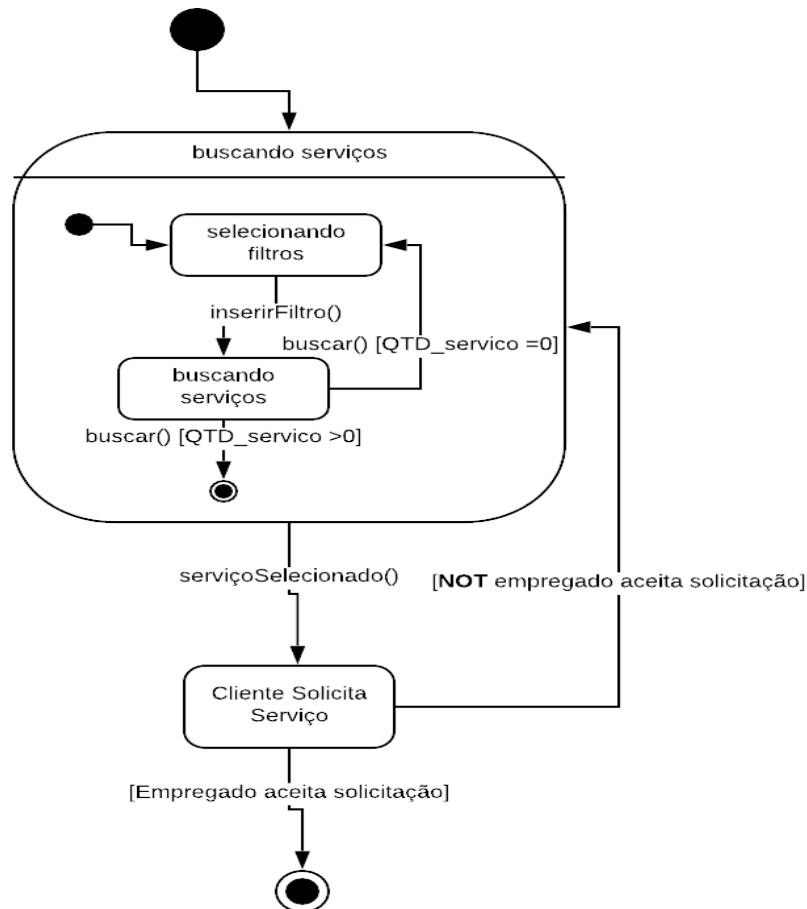 buscando serviços
selecionando
filtros
inserirFiltro()
buscar() [QTD_servico =0]
buscando
serviços
buscar() [QTD_servico >0]
serviçoSelecionado()
[NOT empregado aceita solicitação]
Cliente Solicita
Serviço
[Empregado aceita solicitação]